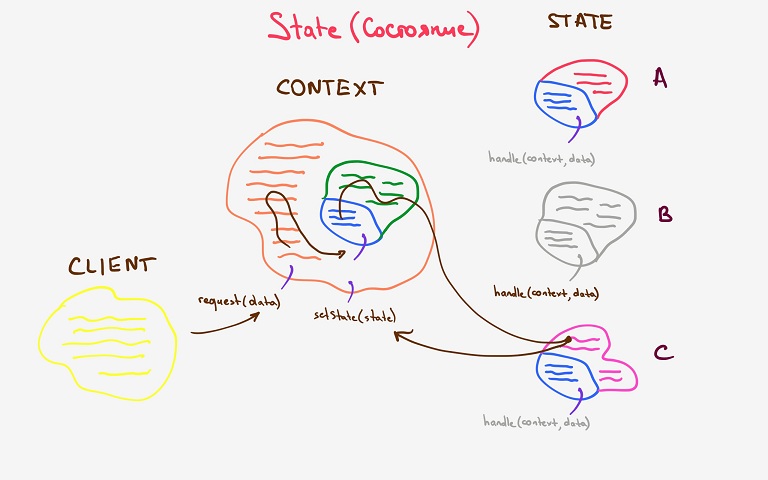 State (Состояние)
STATE
CONTEXT
A
handle(context, data)
B
handle(context, data)
CLIENT
request(data)
setState(state)
C
handle(context, data)